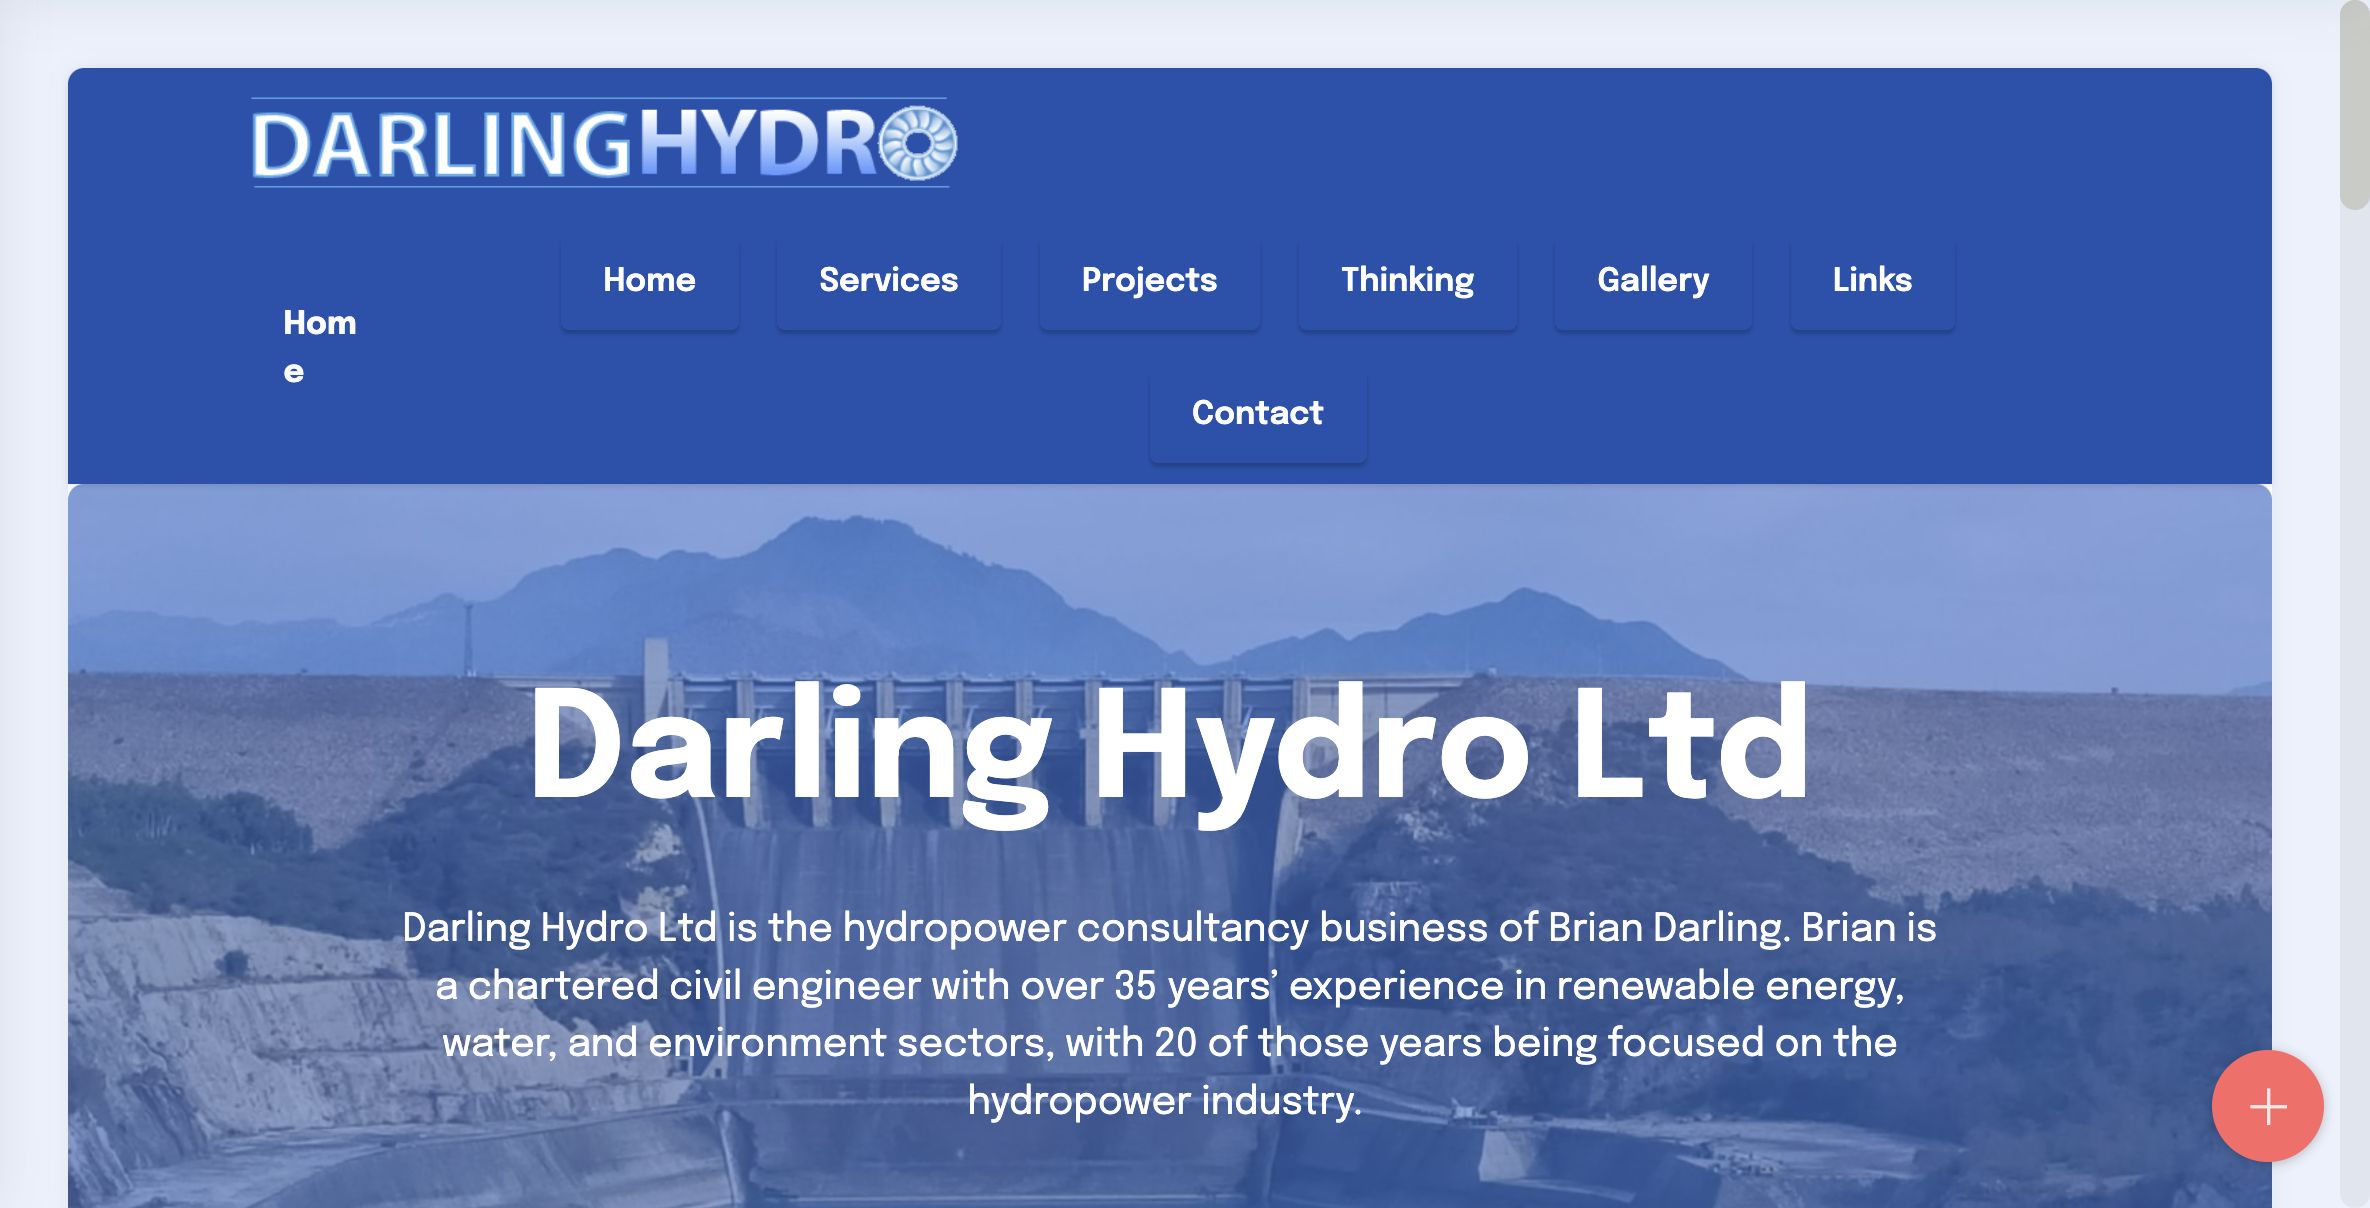 DARLINGHYDRO
Home Services Projects Thinking Gallery Links
Hom
e
Contact
Darling Hydro Ltd
Darling Hydro Ltd is the hydropower consultancy business of Brian Darling. Brian is
a chartered civil engineer with over 35 years’ experience in renewable energy,
water, and environment sectors, with 20 of those years being focused on the
hydropower industry.